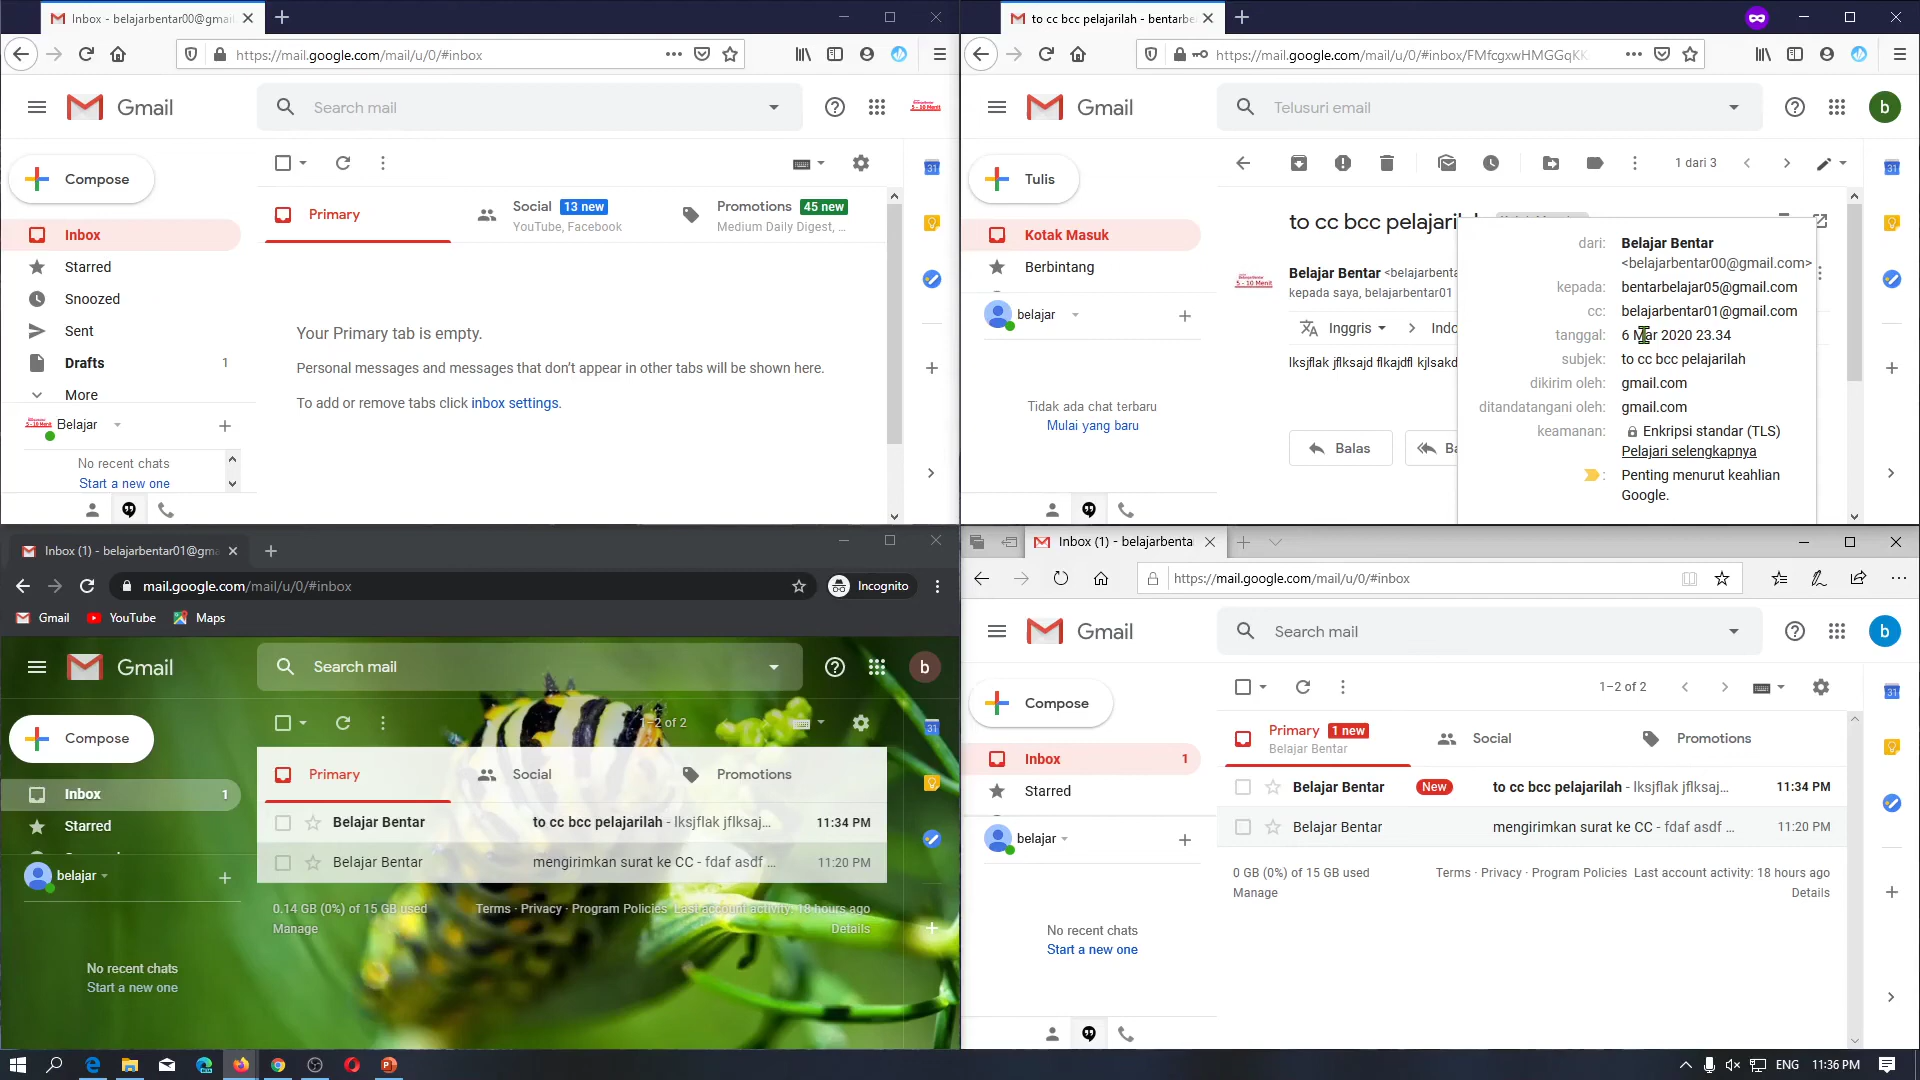 Inbox - belajarbentar00@gmai
https://mail.google.com/mail/u/0/#inbox
Gmail
Search mail
Compose
Inbox
Starred
Snoozed
Sent
Drafts 1
More
Belajar
No recent chats
Start a new one
Primary
Social 13 new
YouTube, Facebook
Promotions 45 new
Medium Daily Digest, ...
Your Primary tab is empty.
Personal messages and messages that don't appear in other tabs will be shown here.
To add or remove tabs click inbox settings.
31
to cc bcc pelajarilah - bentarbe
https://mail.google.com/mail/u/0/#inbox/FMfcgxwHMGGqKK
Gmail
Telusuri email
b
Tulis
1 dari 3
31
Kotak Masuk
Berbintang
belajar
Tidak ada chat terbaru
Mulai yang baru
to cc bcc pelajaril
Belajar Bentar <belajarbenta
kepada saya, belajarbentar01
Inggris > Indo
lksjflak jflksajd flkajdfl kjlsakd
Balas
Ba
dari: Belajar Bentar
<belajarbentar00@gmail.com>
kepada: bentarbelajar05@gmail.com
cc: belajarbentar01@gmail.com
tanggal: 6 Mar 2020 23.34
subjek: to cc bcc pelajarilah
dikirim oleh: gmail.com
ditandatangani oleh: gmail.com
keamanan: Enkripsi standar (TLS)
Pelajari selengkapnya
: Penting menurut keahlian
Google.
Inbox (1) - belajarbentar01@gma
mail.google.com/mail/u/0/#inbox
Incognito
Gmail YouTube Maps
Gmail
Search mail
b
Compose
1–2 of 2
31
Inbox 1
Starred
belajar
No recent chats
Start a new one
Primary Social Promotions
Belajar Bentar to cc bcc pelajarilah - lksjflak jflksaj... 11:34 PM
Belajar Bentar mengirimkan surat ke CC - fdaf asdf ... 11:20 PM
0.14 GB (0%) of 15 GB used
Manage
Terms · Privacy · Program Policies
Last account activity: 18 hours ago
Details
Inbox (1) - belajarbenta
https://mail.google.com/mail/u/0/#inbox
Gmail
Search mail
b
Compose
1–2 of 2
31
Inbox 1
Starred
belajar
No recent chats
Start a new one
Primary 1 new
Belajar Bentar
Social
Promotions
Belajar Bentar New to cc bcc pelajarilah - lksjflak jflksaj... 11:34 PM
Belajar Bentar mengirimkan surat ke CC - fdaf asdf ... 11:20 PM
0 GB (0%) of 15 GB used
Manage
Terms · Privacy · Program Policies
Last account activity: 18 hours ago
Details
ENG 11:36 PM